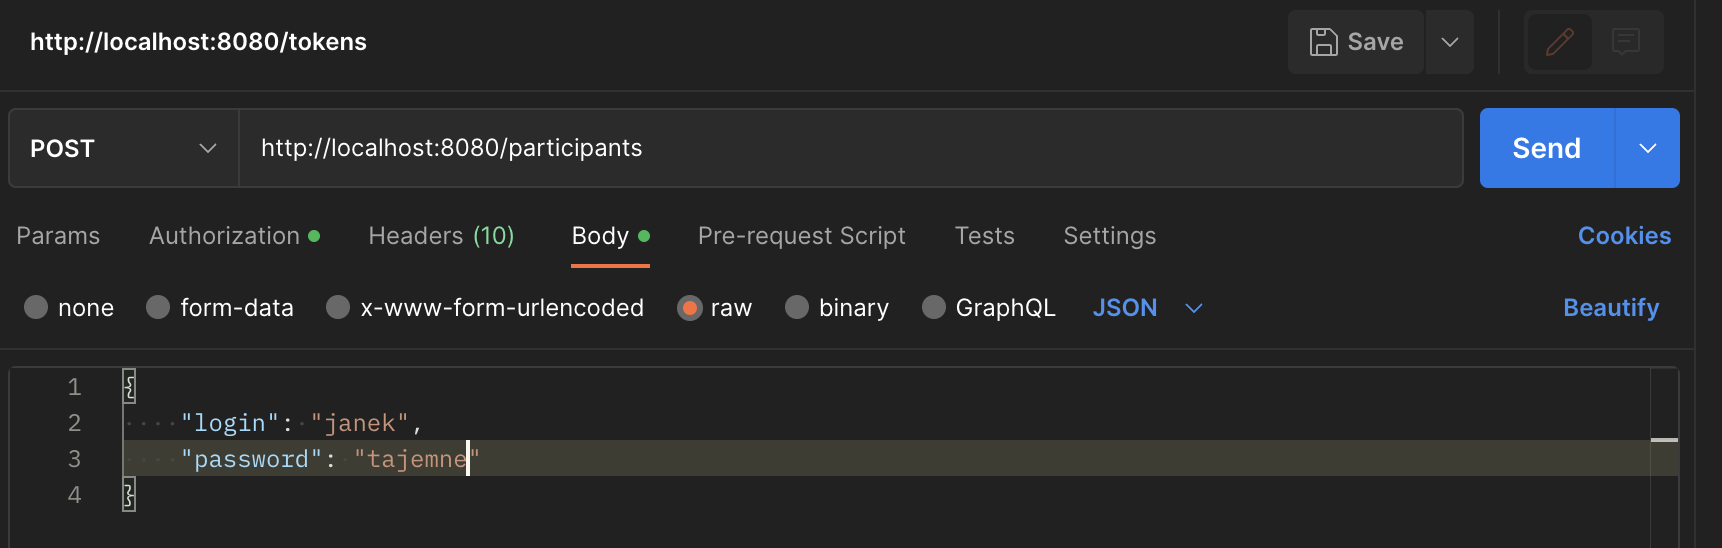 http://localhost:8080/tokens
Save
POST http://localhost:8080/participants Send
Params Authorization Headers (10) Body Pre-request Script Tests Settings Cookies
none form-data x-www-form-urlencoded raw binary GraphQL JSON Beautify
1 {
2 "login": "janek",
3 "password": "tajemne"
4 }